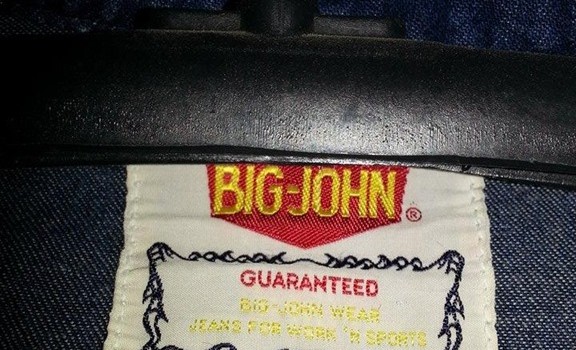 BIG-JOHN ®
GUARANTEED
BIG-JOHN WEAR
JEANS FOR WORK 'N SPORTS